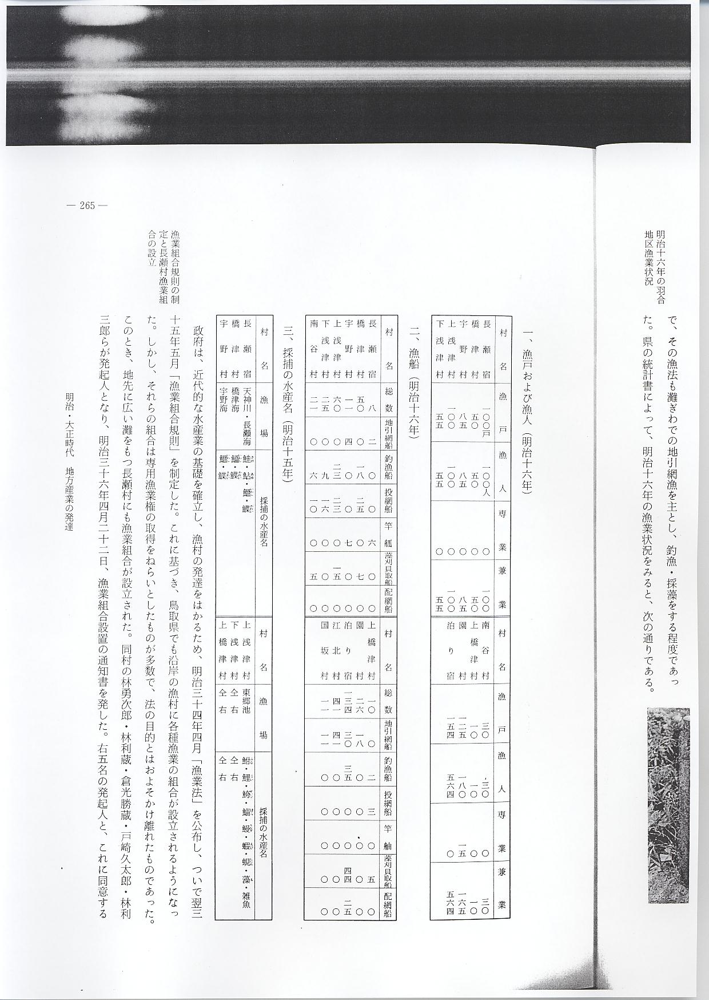 で、その漁法も灘ぎわでの地引網漁を主とし、釣漁・採藻をする程度であっ
明治十六年の羽合
地区漁業状況
た。県の統計書によって、明治十六年の漁業状況をみると、次の通りである。
一、漁戸および漁人（明治十六年）
村名 漁戸 漁人 専業 兼業 村名 漁戸 漁人 専業 兼業
長瀬宿 一〇〇戸 一〇〇人 〇 一〇〇 南谷村 三〇 三〇 〇 三〇
橋津村 五〇 五〇 〇 五〇 上橋津村 一〇 一〇 〇 一〇
宇野村 八五 八五 〇 八五 園村 一二五 一八〇 一五 一六五
上浅津村 一〇〇 一〇〇 〇 一〇〇 泊り宿 一五四 五六四 〇 五六四
下浅津村 五五 五五 〇 五五
二、漁船（明治十六年）
村名 総数 地引網船 釣漁船 投網船 竿舳 藻刈貝取船 配網船 村名 総数 地引網船 釣漁船 投網船 竿舳 藻刈貝取船 配網船
長瀬宿 八 二 〇 〇 六 〇 〇 上橋津村 一〇 〇 二 三 〇 五 〇
橋津村 五〇 〇 一八 二五 〇 七 〇 園村 二六 一八 〇 〇 〇 〇 〇
宇野村 一一 四 〇 〇 七 〇 〇 泊り宿 一三四 三〇 三五 〇 〇 四四 二五
上浅津村 六〇 〇 二三 二三 〇 一五 〇 江北村 四一 四一 〇 〇 〇 〇 〇
下浅津村 二五 〇 九 一六 〇 〇 〇 国坂村 一一 一一 〇 〇 〇 〇 〇
南谷村 二一 〇 六 一〇 〇 五 〇
三、採捕の水産名（明治十五年）
村名 漁場 採捕の水産名 村名 漁場 採捕の水産名
長瀬宿 天神川・長瀬海 鮭・鮎・鰮・鰈 上浅津村 東郷池 鮒・鯉・鮬・鯔・鰻・蝦・蜆・藻・雑魚
橋津村 橋津海 鰮・鰈 下浅津村 仝右 仝右
宇野村 宇野海 鰮・鰈 上橋津村 仝右 仝右
政府は、近代的な水産業の基礎を確立し、漁村の発達をはかるため、明治三十四年四月「漁業法」を公布し、ついで翌三
漁業組合規則の制
定と長瀬村漁業組
合の設立
十五年五月「漁業組合規則」を制定した。これに基づき、鳥取県でも沿岸の漁村に各種漁業の組合が設立されるようになっ
た。しかし、それらの組合は専用漁業権の取得をねらいとしたものが多数で、法の目的とはおよそかけ離れたものであった。
このとき、地先に広い灘をもつ長瀬村にも漁業組合が設立された。同村の林勇次郎・林利蔵・倉光勝蔵・戸崎久太郎・林利
三郎らが発起人となり、明治三十六年四月二十二日、漁業組合設置の通知書を発した。右五名の発起人と、これに同意する
明治・大正時代 地方産業の発達
— 265 —